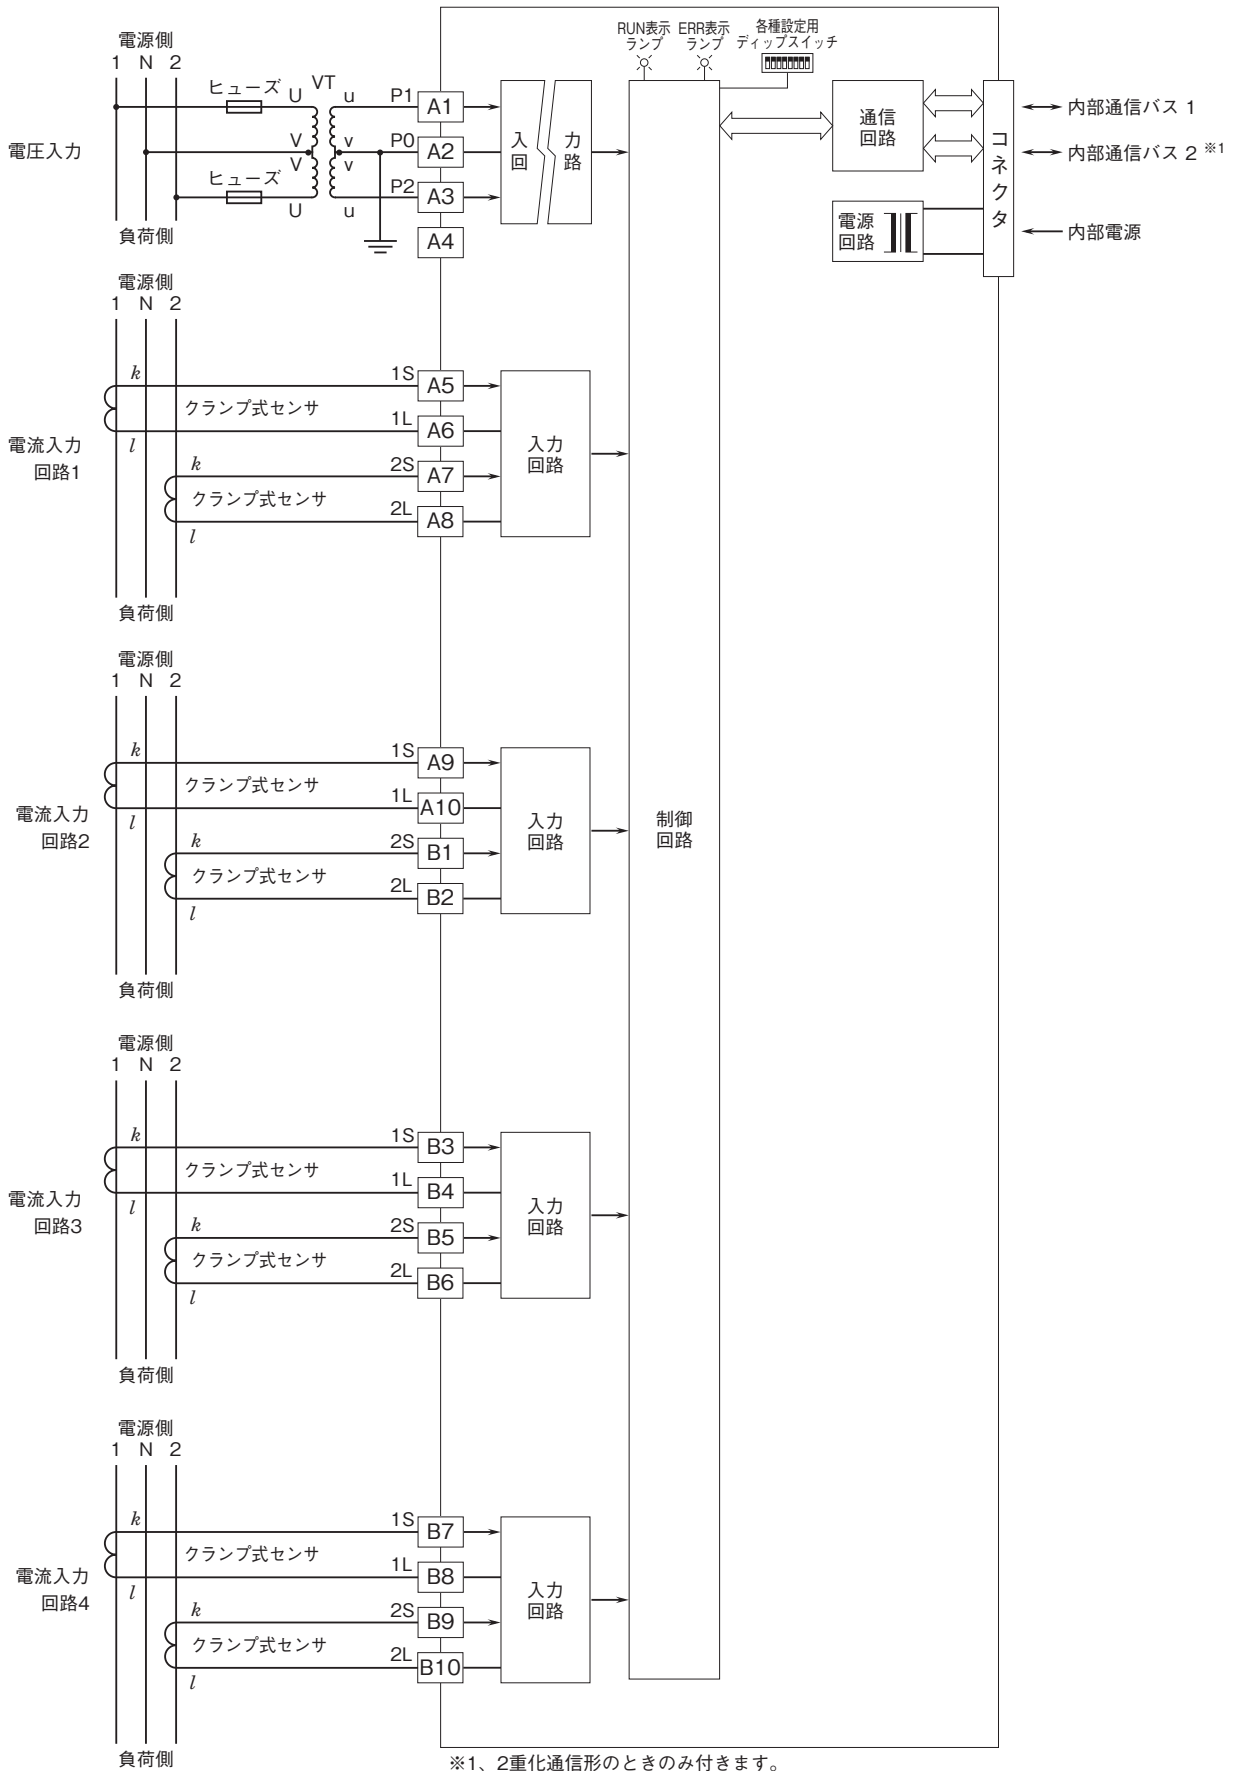 RUN表示
ランプ
ERR表示
ランプ
各種設定用
ディップスイッチ
電源側
1 N 2
ヒューズ
U
VT
u
P1
A1
電圧入力
V
V
v
v
P0
A2
ヒューズ
U
u
P2
A3
負荷側
A4
入力
回路
通信
回路
コネクタ
内部通信バス 1
内部通信バス 2 ※1
電源
回路
内部電源
電源側
1 N 2
k
クランプ式センサ
l
1S
A5
1L
A6
電流入力
回路1
k
クランプ式センサ
l
2S
A7
2L
A8
入力
回路
負荷側
電源側
1 N 2
k
クランプ式センサ
l
1S
A9
1L
A10
電流入力
回路2
k
クランプ式センサ
l
2S
B1
2L
B2
入力
回路
制御
回路
負荷側
電源側
1 N 2
k
クランプ式センサ
l
1S
B3
1L
B4
電流入力
回路3
k
クランプ式センサ
l
2S
B5
2L
B6
入力
回路
負荷側
電源側
1 N 2
k
クランプ式センサ
l
1S
B7
1L
B8
電流入力
回路4
k
クランプ式センサ
l
2S
B9
2L
B10
入力
回路
負荷側
※1、2重化通信形のときのみ付きます。